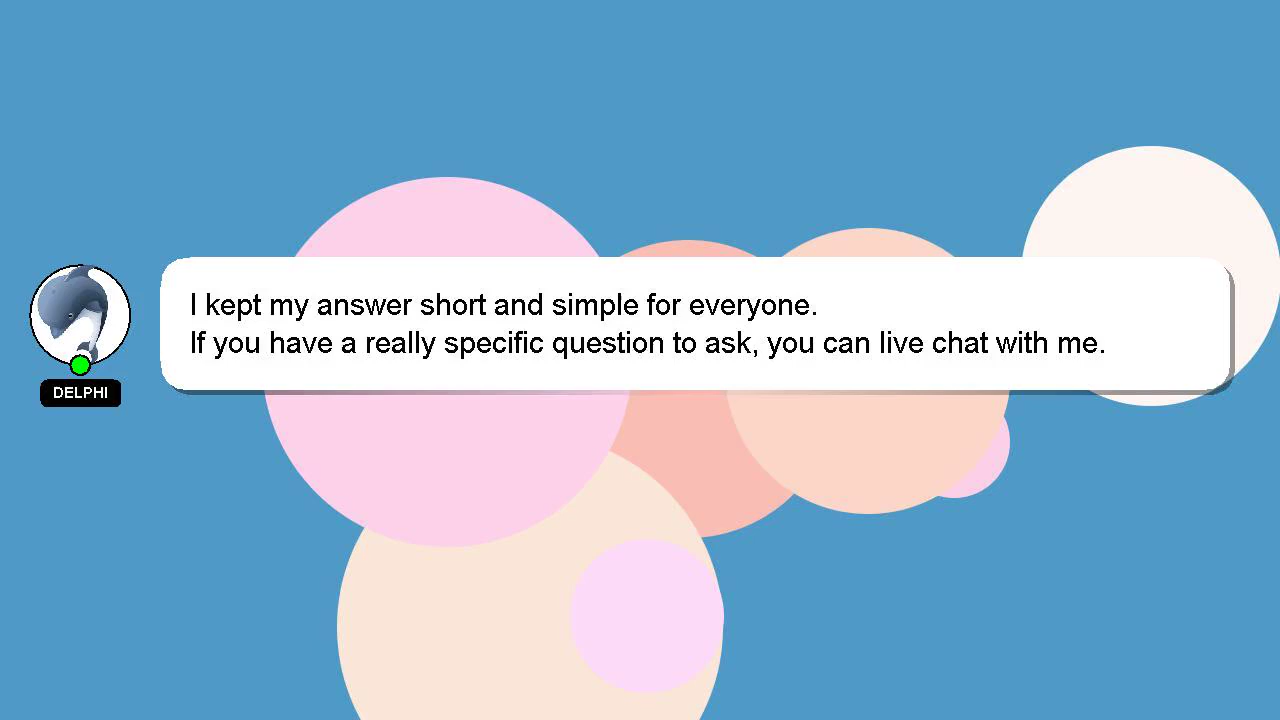 I kept my answer short and simple for everyone.
If you have a really specific question to ask, you can live chat with me.
DELPHI